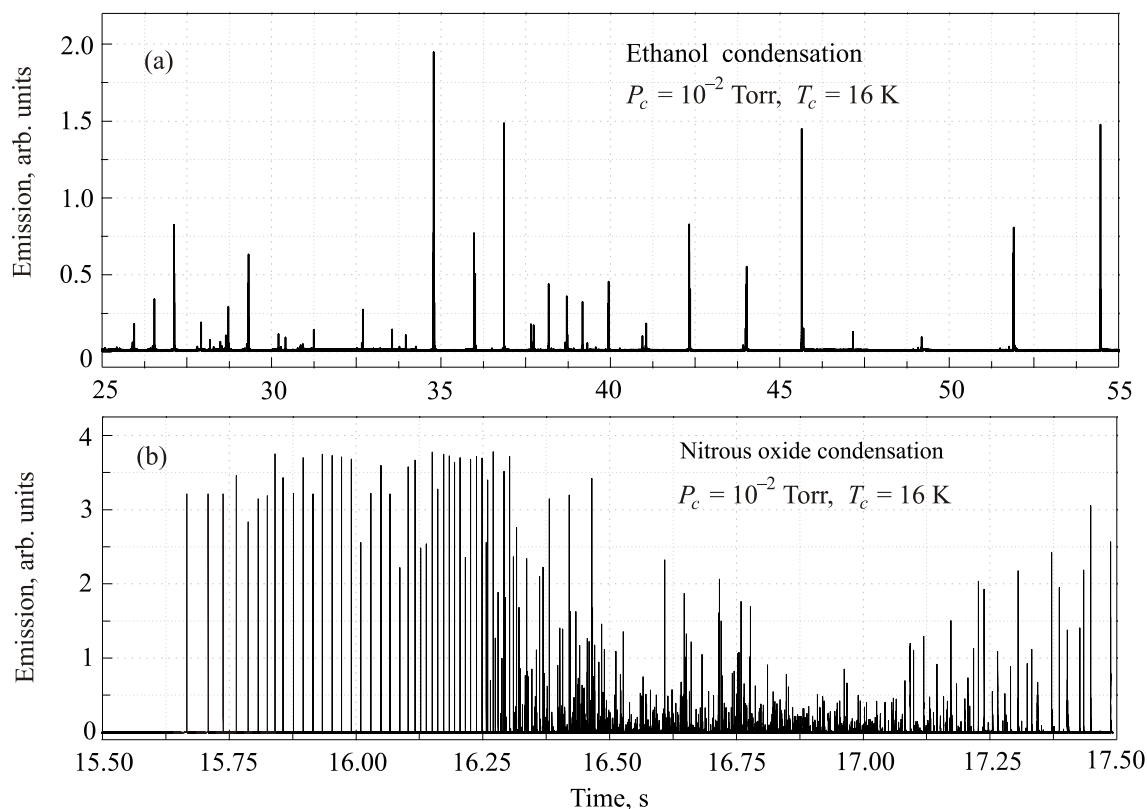 (a)
Ethanol condensation
P_c = 10^−2 Torr, T_c = 16 K
Emission, arb. units
2.0
1.5
1.0
0.5
0
25 30 35 40 45 50 55
(b)
Nitrous oxide condensation
P_c = 10^−2 Torr, T_c = 16 K
Emission, arb. units
4
3
2
1
0
15.50 15.75 16.00 16.25 16.50 16.75 17.00 17.25 17.50
Time, s